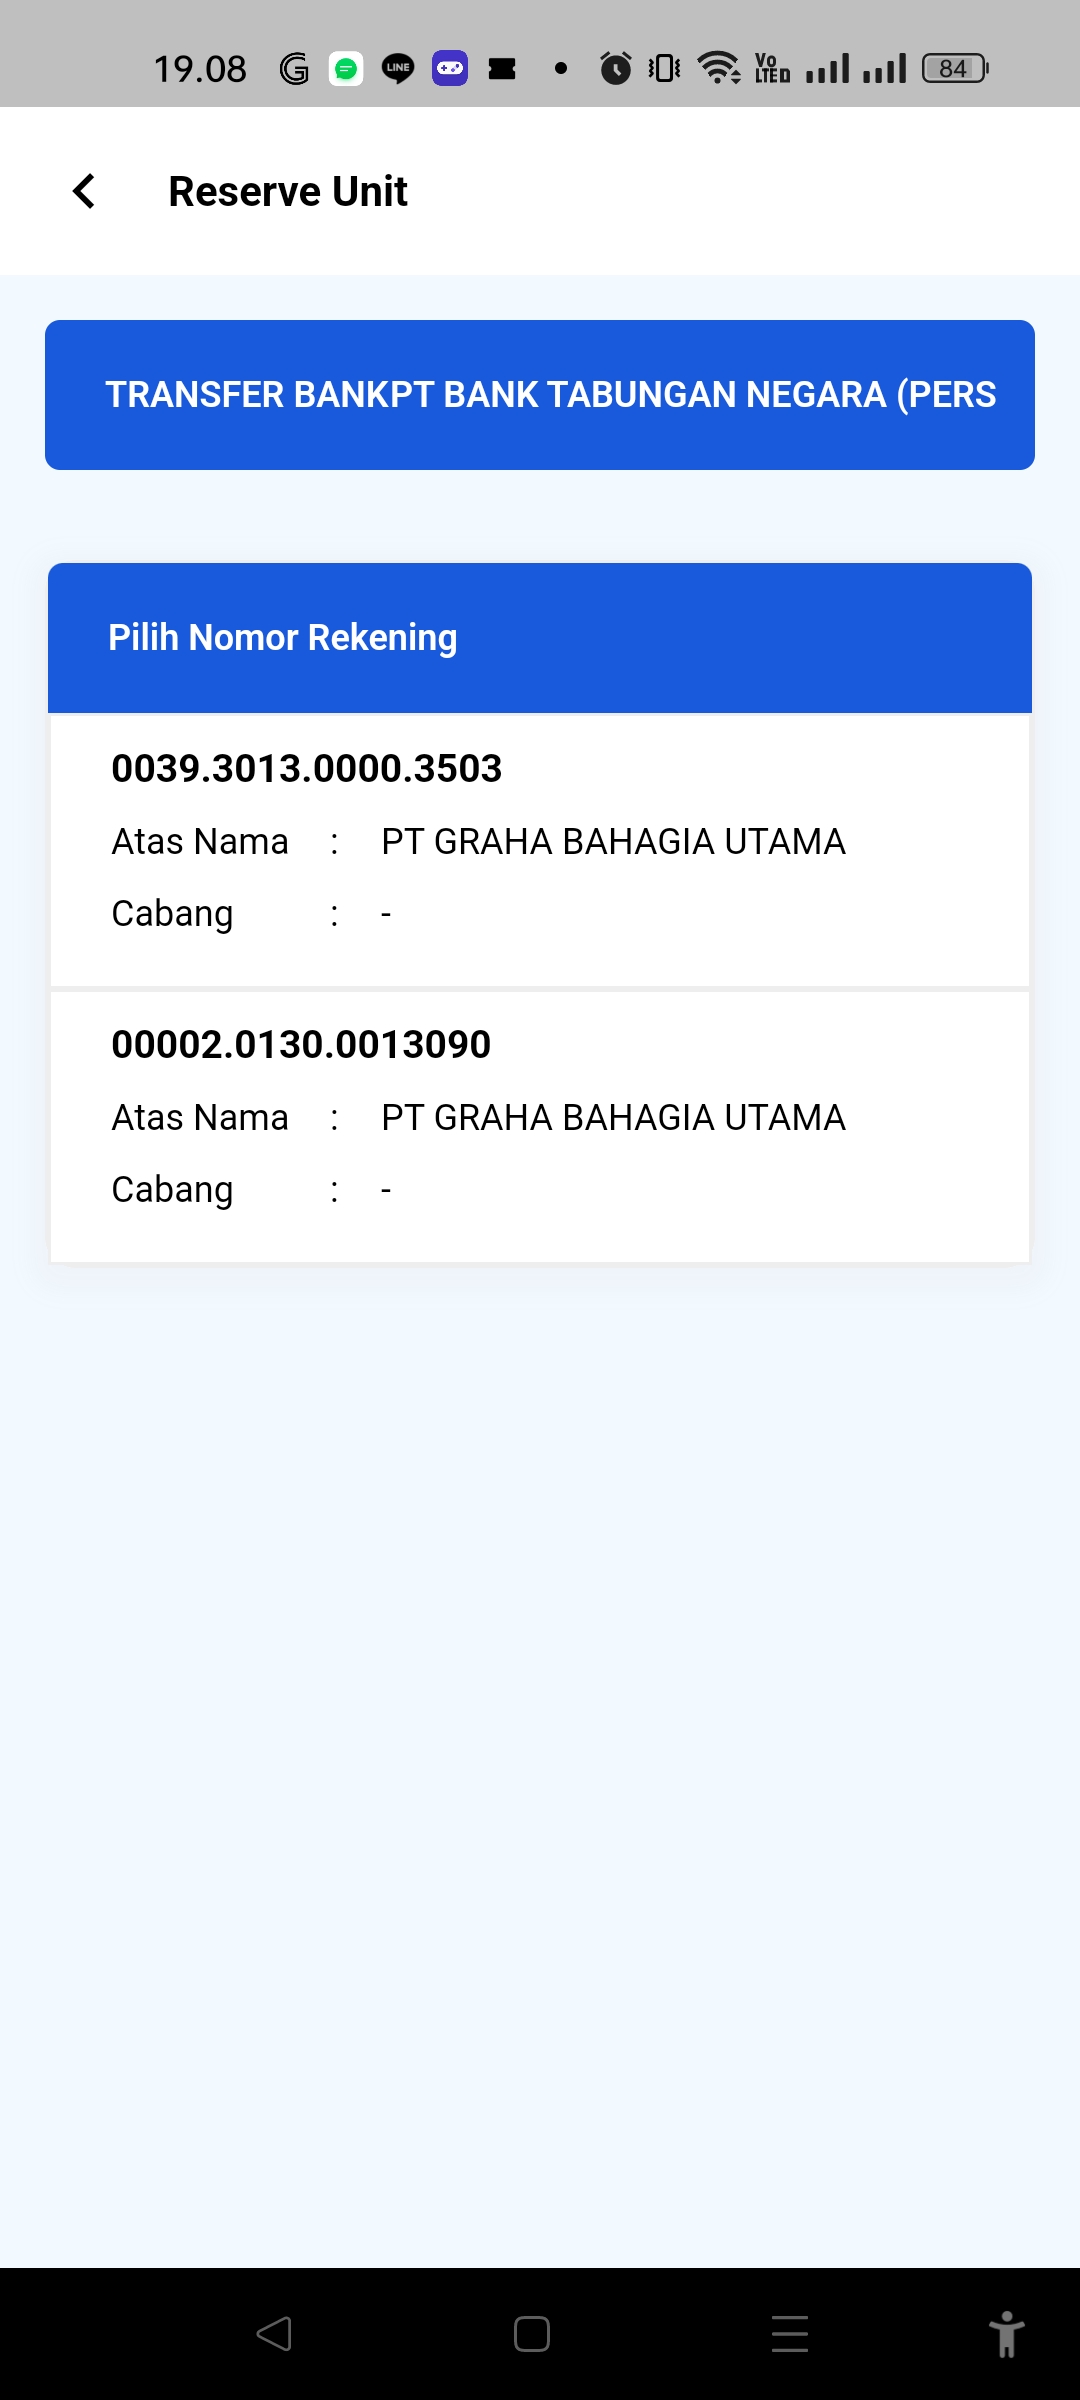 19.08
LINE
Vo
LTED
84
Reserve Unit
TRANSFER BANKPT BANK TABUNGAN NEGARA (PERS
Pilih Nomor Rekening
0039.3013.0000.3503
Atas Nama : PT GRAHA BAHAGIA UTAMA
Cabang : -
00002.0130.0013090
Atas Nama : PT GRAHA BAHAGIA UTAMA
Cabang : -